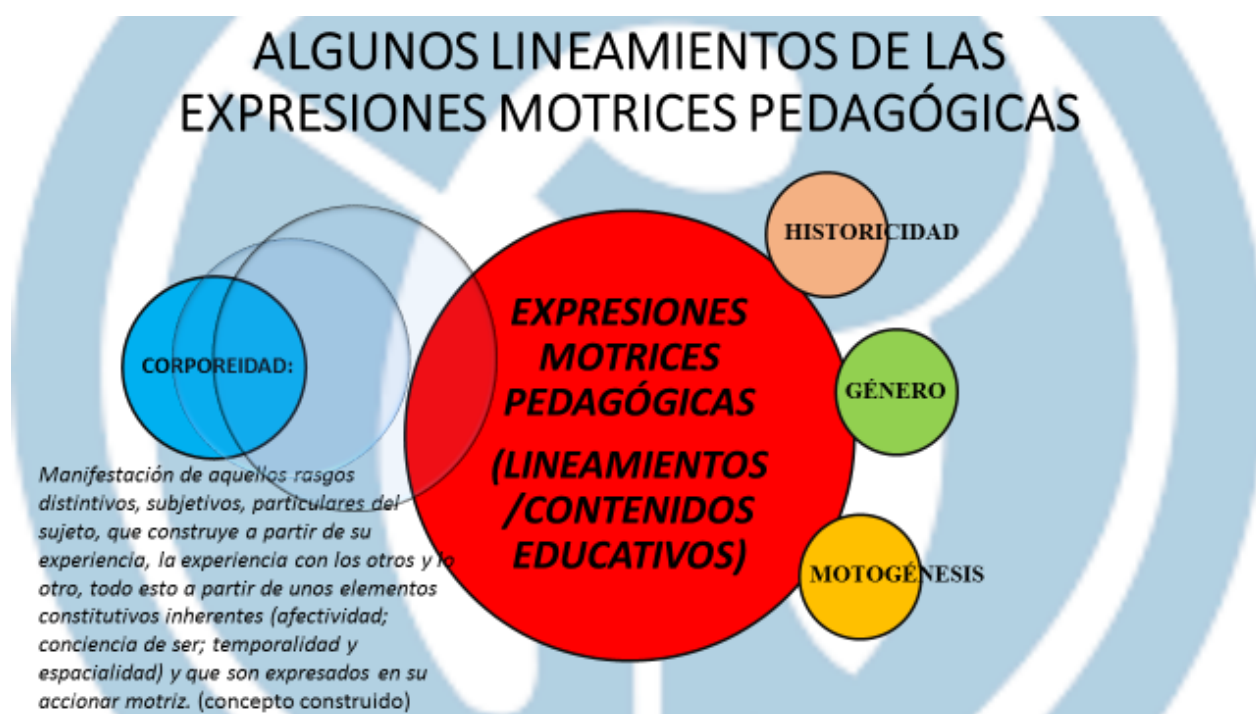 ALGUNOS LINEAMIENTOS DE LAS
EXPRESIONES MOTRICES PEDAGÓGICAS
CORPOREIDAD:
Manifestación de aquellos rasgos
distintivos, subjetivos, particulares del
sujeto, que construye a partir de su
experiencia, la experiencia con los otros y lo
otro, todo esto a partir de unos elementos
constitutivos inherentes (afectividad;
conciencia de ser; temporalidad y
espacialidad) y que son expresados en su
accionar motriz. (concepto construido)
EXPRESIONES
MOTRICES
PEDAGÓGICAS
(LINEAMIENTOS
/CONTENIDOS
EDUCATIVOS)
HISTORICIDAD
GÉNERO
MOTOGÉNESIS